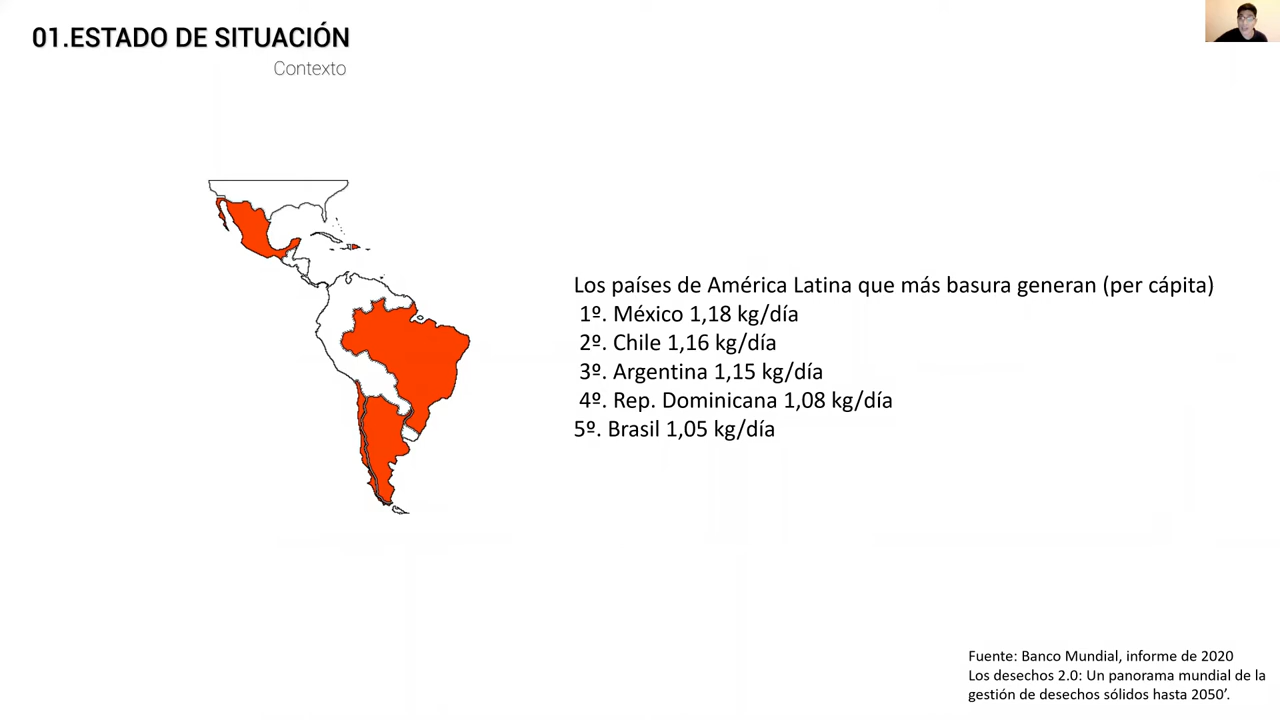 01.ESTADO DE SITUACIÓN
Contexto
Los países de América Latina que más basura generan (per cápita)
1º. México 1,18 kg/día
2º. Chile 1,16 kg/día
3º. Argentina 1,15 kg/día
4º. Rep. Dominicana 1,08 kg/día
5º. Brasil 1,05 kg/día
Fuente: Banco Mundial, informe de 2020
Los desechos 2.0: Un panorama mundial de la
gestión de desechos sólidos hasta 2050’.